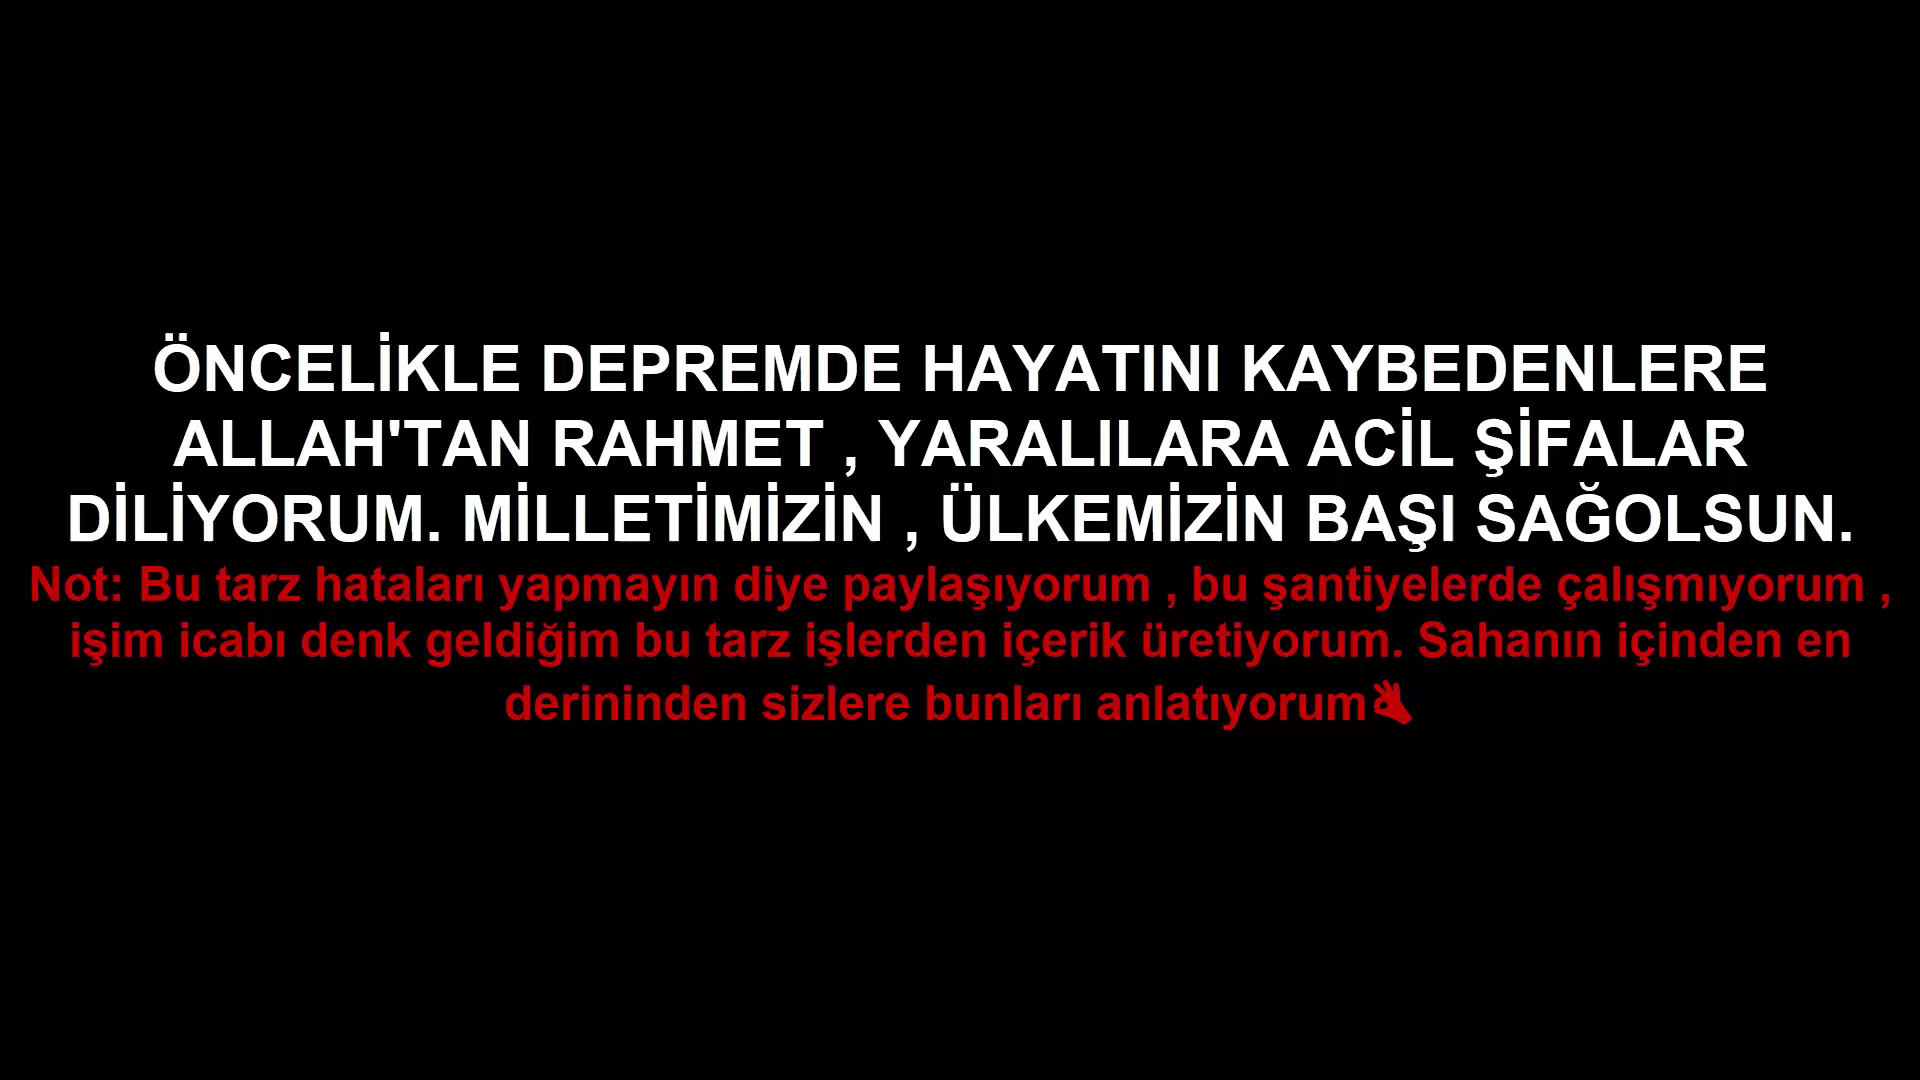 ÖNCELİKLE DEPREMDE HAYATINI KAYBEDENLERE
ALLAH'TAN RAHMET , YARALILARA ACİL ŞİFALAR
DİLİYORUM. MİLLETİMİZİN , ÜLKEMİZİN BAŞI SAĞOLSUN.
Not: Bu tarz hataları yapmayın diye paylaşıyorum , bu şantiyelerde çalışmıyorum ,
işim icabı denk geldiğim bu tarz işlerden içerik üretiyorum. Sahanın içinden en
derininden sizlere bunları anlatıyorum👌